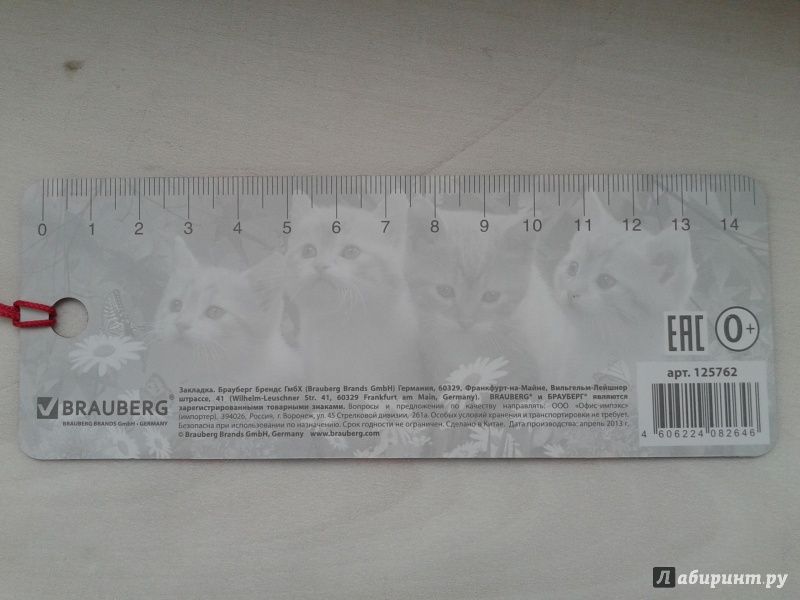 0 1 2 3 4 5 6 7 8 9 10 11 12 13 14
EAC 0+
арт. 125762
4 606224 082646
BRAUBERG®
BRAUBERG BRANDS GmbH • GERMANY
Закладка. Брауберг Брендс ГмбХ (Brauberg Brands GmbH) Германия, 60329, Франкфурт-на-Майне, Вильгельм-Лейшнер
штрассе, 41 (Wilhelm-Leuschner Str. 41, 60329 Frankfurt am Main, Germany). BRAUBERG® и БРАУБЕРГ® являются
зарегистрированными товарными знаками. Вопросы и предложения по качеству направлять: ООО «Офис-импэкс»
(импортер), 394026, Россия, г. Воронеж, ул. 45 Стрелковой дивизии, 261а. Особых условий хранения и транспортировки не требует.
Безопасна при использовании по назначению. Срок годности не ограничен. Сделано в Китае. Дата производства: апрель 2013 г.
© Brauberg Brands GmbH, Germany www.brauberg.com
Лабиринт.ру